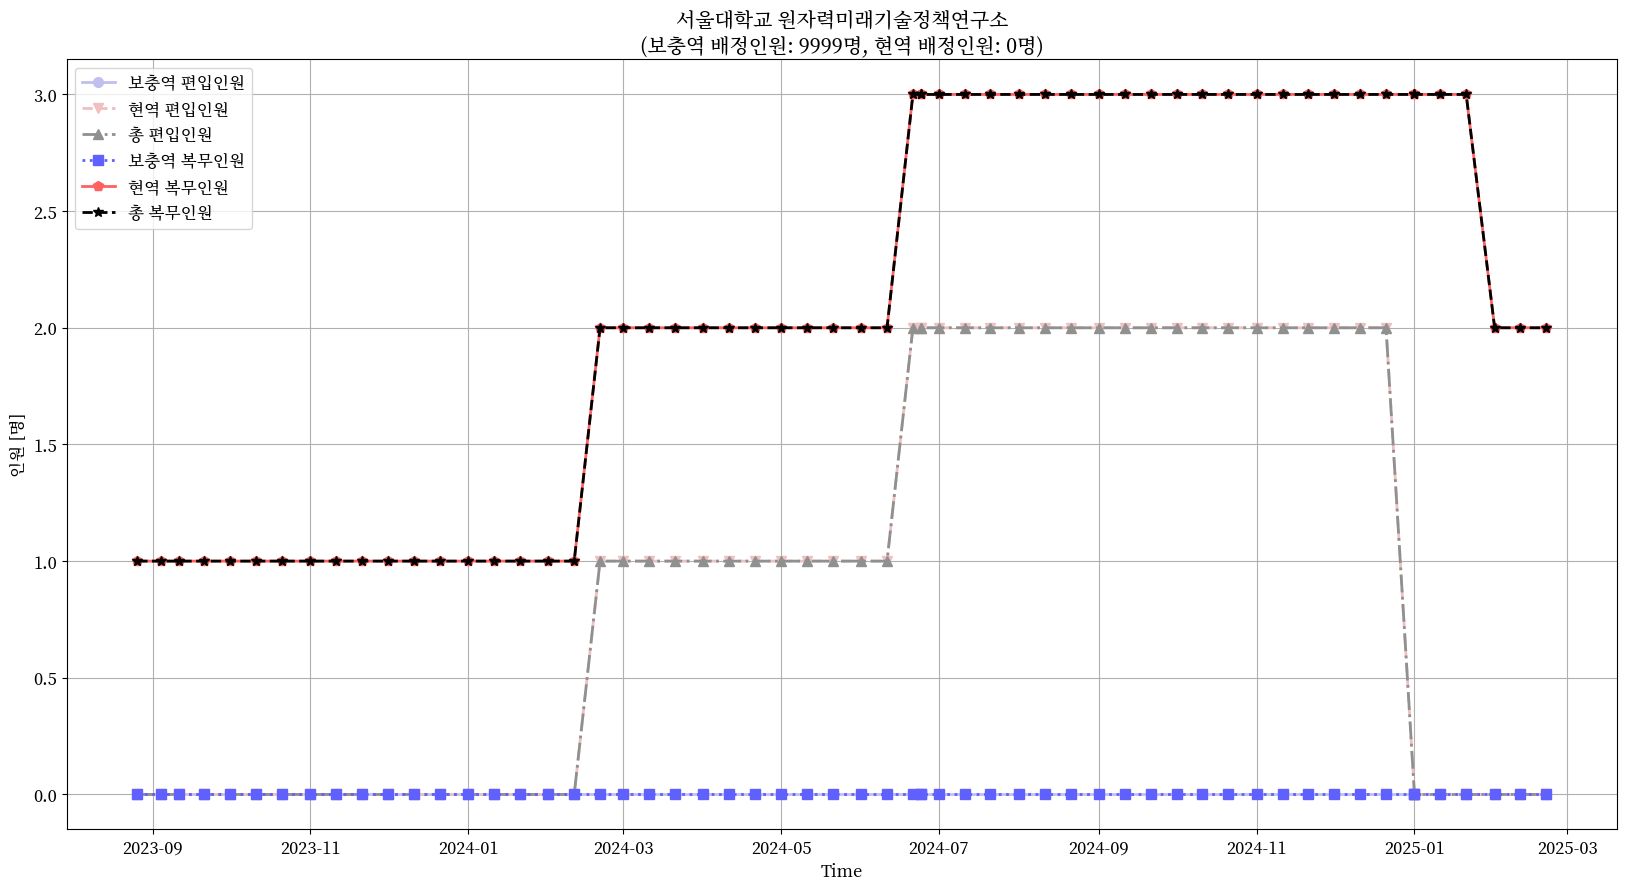 서울대학교 원자력미래기술정책연구소
(보충역 배정인원: 9999명, 현역 배정인원: 0명)
보충역 편입인원
현역 편입인원
총 편입인원
보충역 복무인원
현역 복무인원
총 복무인원
3.0
2.5
2.0
1.5
1.0
0.5
0.0
인원 [명]
2023-09
2023-11
2024-01
2024-03
2024-05
2024-07
2024-09
2024-11
2025-01
2025-03
Time